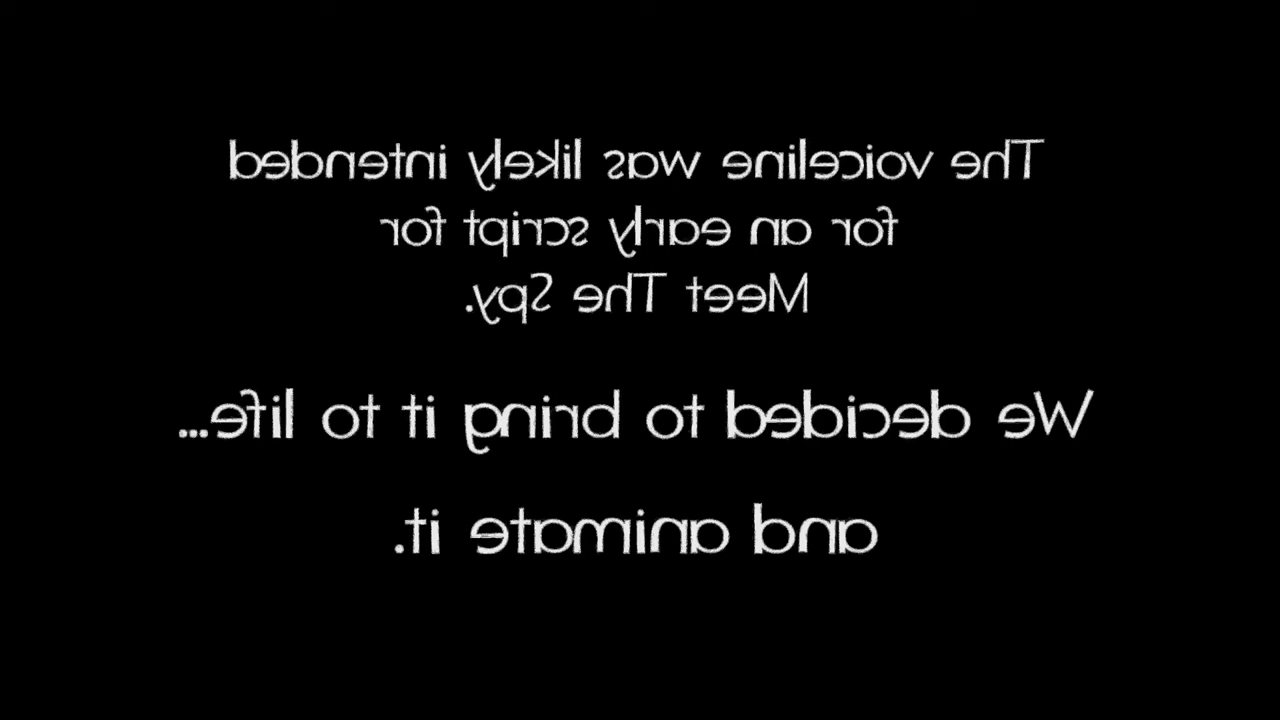 The voiceline was likely intended
for an early script for
Meet The Spy.
We decided to bring it to life...
and animate it.